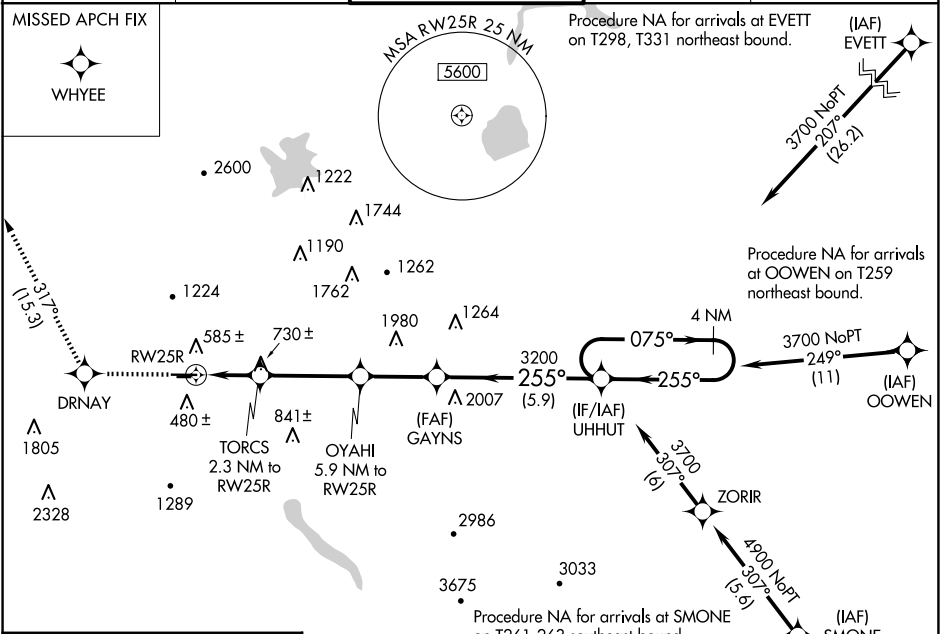 MISSED APCH FIX
WHYEE
MSA RW25R 25 NM
5600
Procedure NA for arrivals at EVETT
on T298, T331 northeast bound.
(IAF)
EVETT
3700 NoPT
207°
(26.2)
2600
1222
1744
1190
1762
1262
1224
585 ±
730 ±
1980
1264
317°
(15.3)
Procedure NA for arrivals
at OOWEN on T259
northeast bound.
4 NM
075°
3700 NoPT
249°
(11)
(IAF)
OOWEN
RW25R
3200
255°
(5.9)
255°
DRNAY
480 ±
841±
2007
(FAF)
GAYNS
(IF/IAF)
UHHUT
TORCS
2.3 NM to
RW25R
OYAHI
5.9 NM to
RW25R
1805
2328
1289
3700
307°
(6)
ZORIR
2986
3033
3675
4900 NoPT
307°
(5.6)
Procedure NA for arrivals at SMONE
(IAF)
SMONE